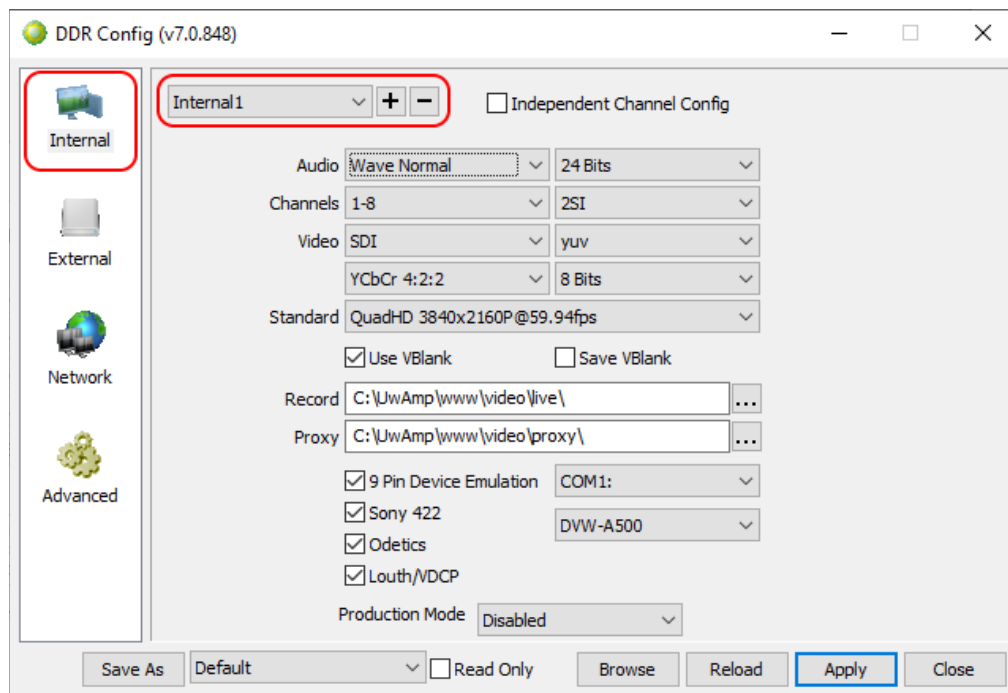 DDR Config (v7.0.848)
Internal
External
Network
Advanced
Internal1 + − Independent Channel Config
Audio Wave Normal 24 Bits
Channels 1-8 2SI
Video SDI yuv
YCbCr 4:2:2 8 Bits
Standard QuadHD 3840x2160P@59.94fps
Use VBlank Save VBlank
Record C:\UwAmp\www\video\live\ ...
Proxy C:\UwAmp\www\video\proxy\ ...
9 Pin Device Emulation COM1:
Sony 422
DVW-A500
Odetics
Louth/VDCP
Production Mode Disabled
Save As Default Read Only Browse Reload Apply Close